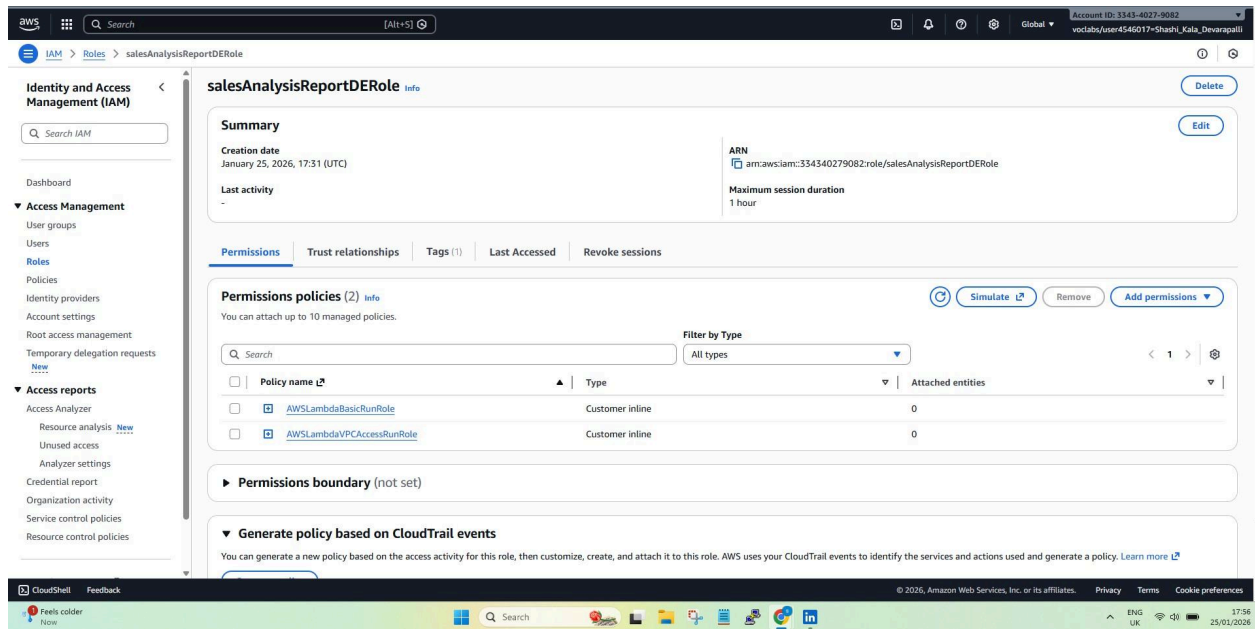 aws
Search
[Alt+S]
Global
Account ID: 3343-4027-9082
voclabs/user4546017=Shashi_Kala_Devarapalli
IAM > Roles > salesAnalysisReportDERole
Identity and Access Management (IAM)
Search IAM
Dashboard
Access Management
User groups
Users
Roles
Policies
Identity providers
Account settings
Root access management
Temporary delegation requests
New
Access reports
Access Analyzer
Resource analysis New
Unused access
Analyzer settings
Credential report
Organization activity
Service control policies
Resource control policies
salesAnalysisReportDERole Info
Delete
Summary
Edit
Creation date
January 25, 2026, 17:31 (UTC)
ARN
arn:aws:iam::334340279082:role/salesAnalysisReportDERole
Last activity
-
Maximum session duration
1 hour
Permissions Trust relationships Tags (1) Last Accessed Revoke sessions
Permissions policies (2) Info
Simulate Remove Add permissions
You can attach up to 10 managed policies.
Filter by Type
Search
All types
1
Policy name Type Attached entities
AWSLambdaBasicRunRole Customer inline 0
AWSLambdaVPCAccessRunRole Customer inline 0
Permissions boundary (not set)
Generate policy based on CloudTrail events
You can generate a new policy based on the access activity for this role, then customize, create, and attach it to this role. AWS uses your CloudTrail events to identify the services and actions used and generate a policy. Learn more
CloudShell Feedback
© 2026, Amazon Web Services, Inc. or its affiliates. Privacy Terms Cookie preferences
1
Feels colder
Now
Search
ENG
UK
17:56
25/01/2026